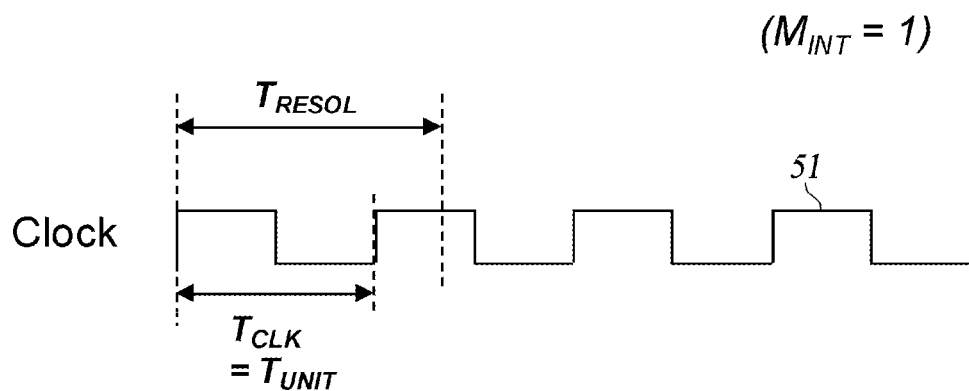 (M_INT = 1)
T_RESOL
51
Clock
T_CLK
= T_UNIT